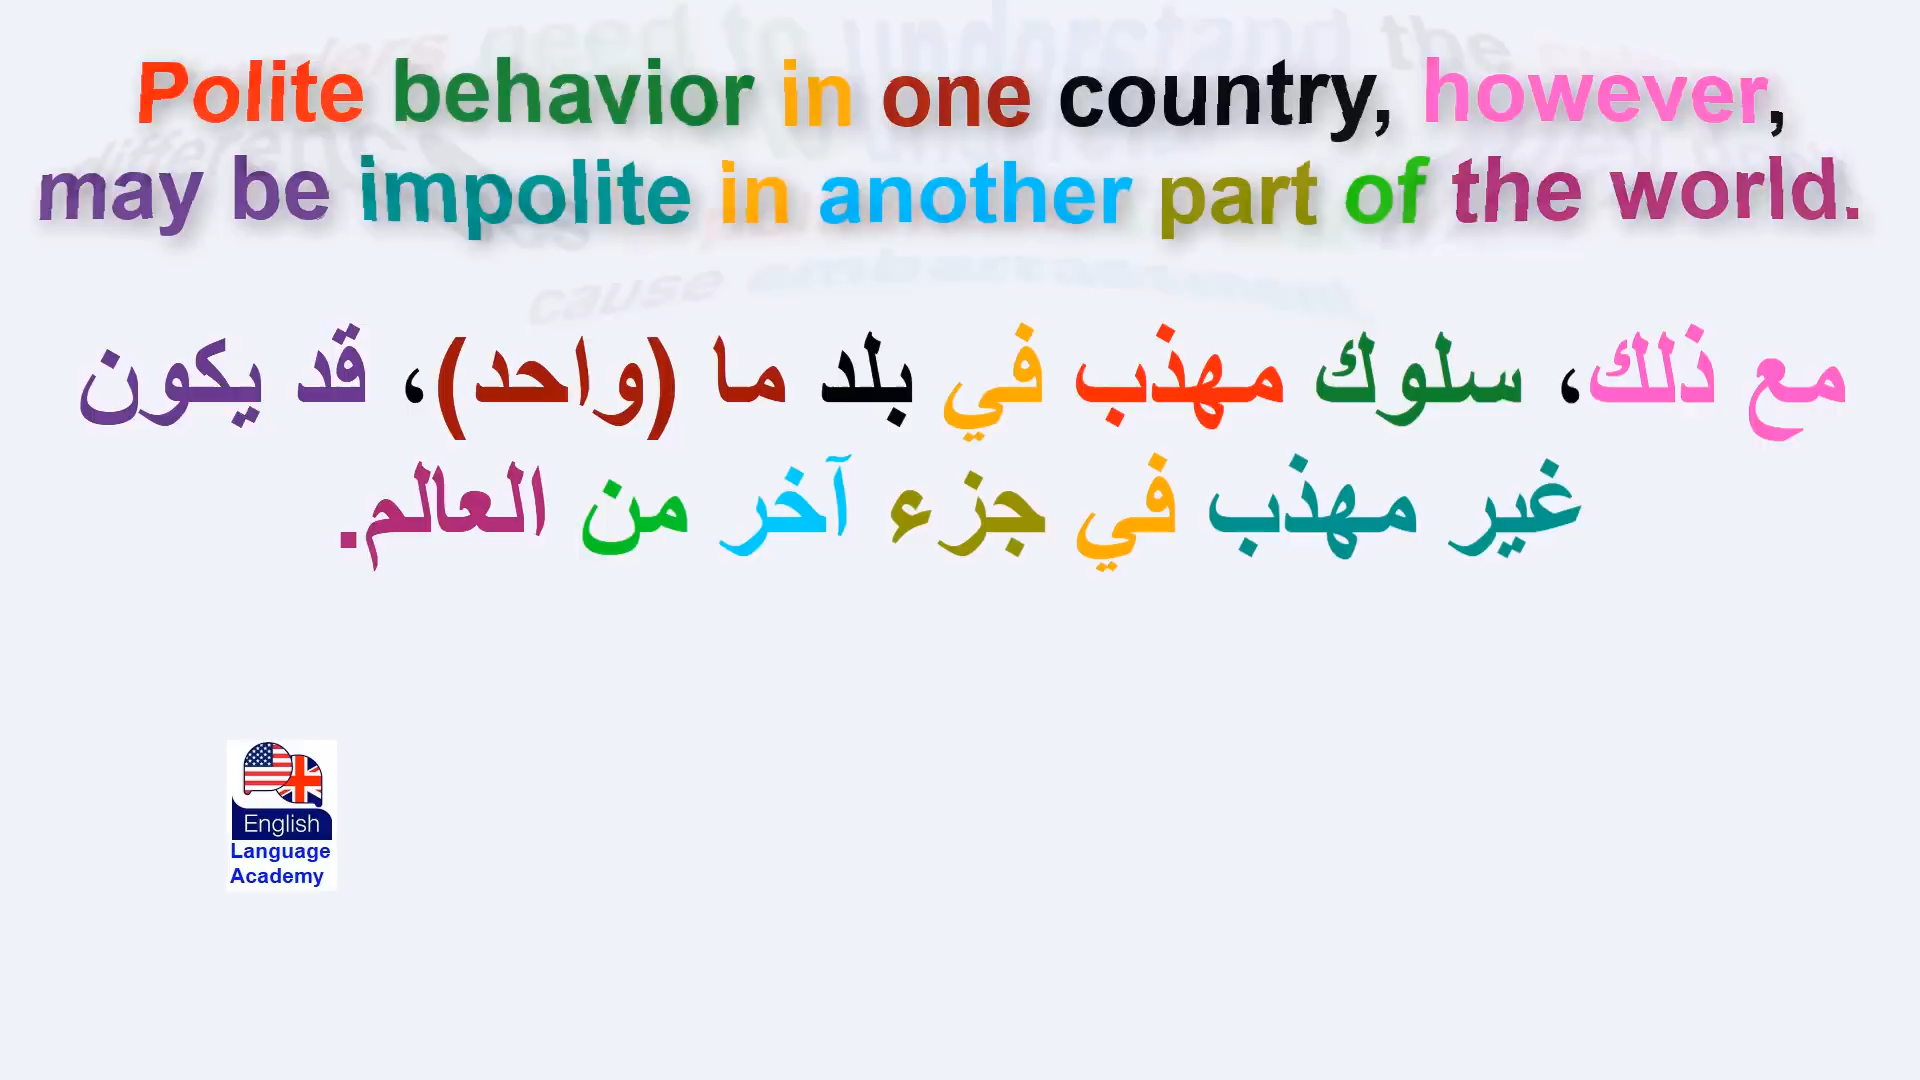 Polite behavior in one country, however,
may be impolite in another part of the world.
مع ذلك، سلوك مهذب في بلد ما (واحد)، قد يكون
غير مهذب في جزء آخر من العالم.
English
Language
Academy